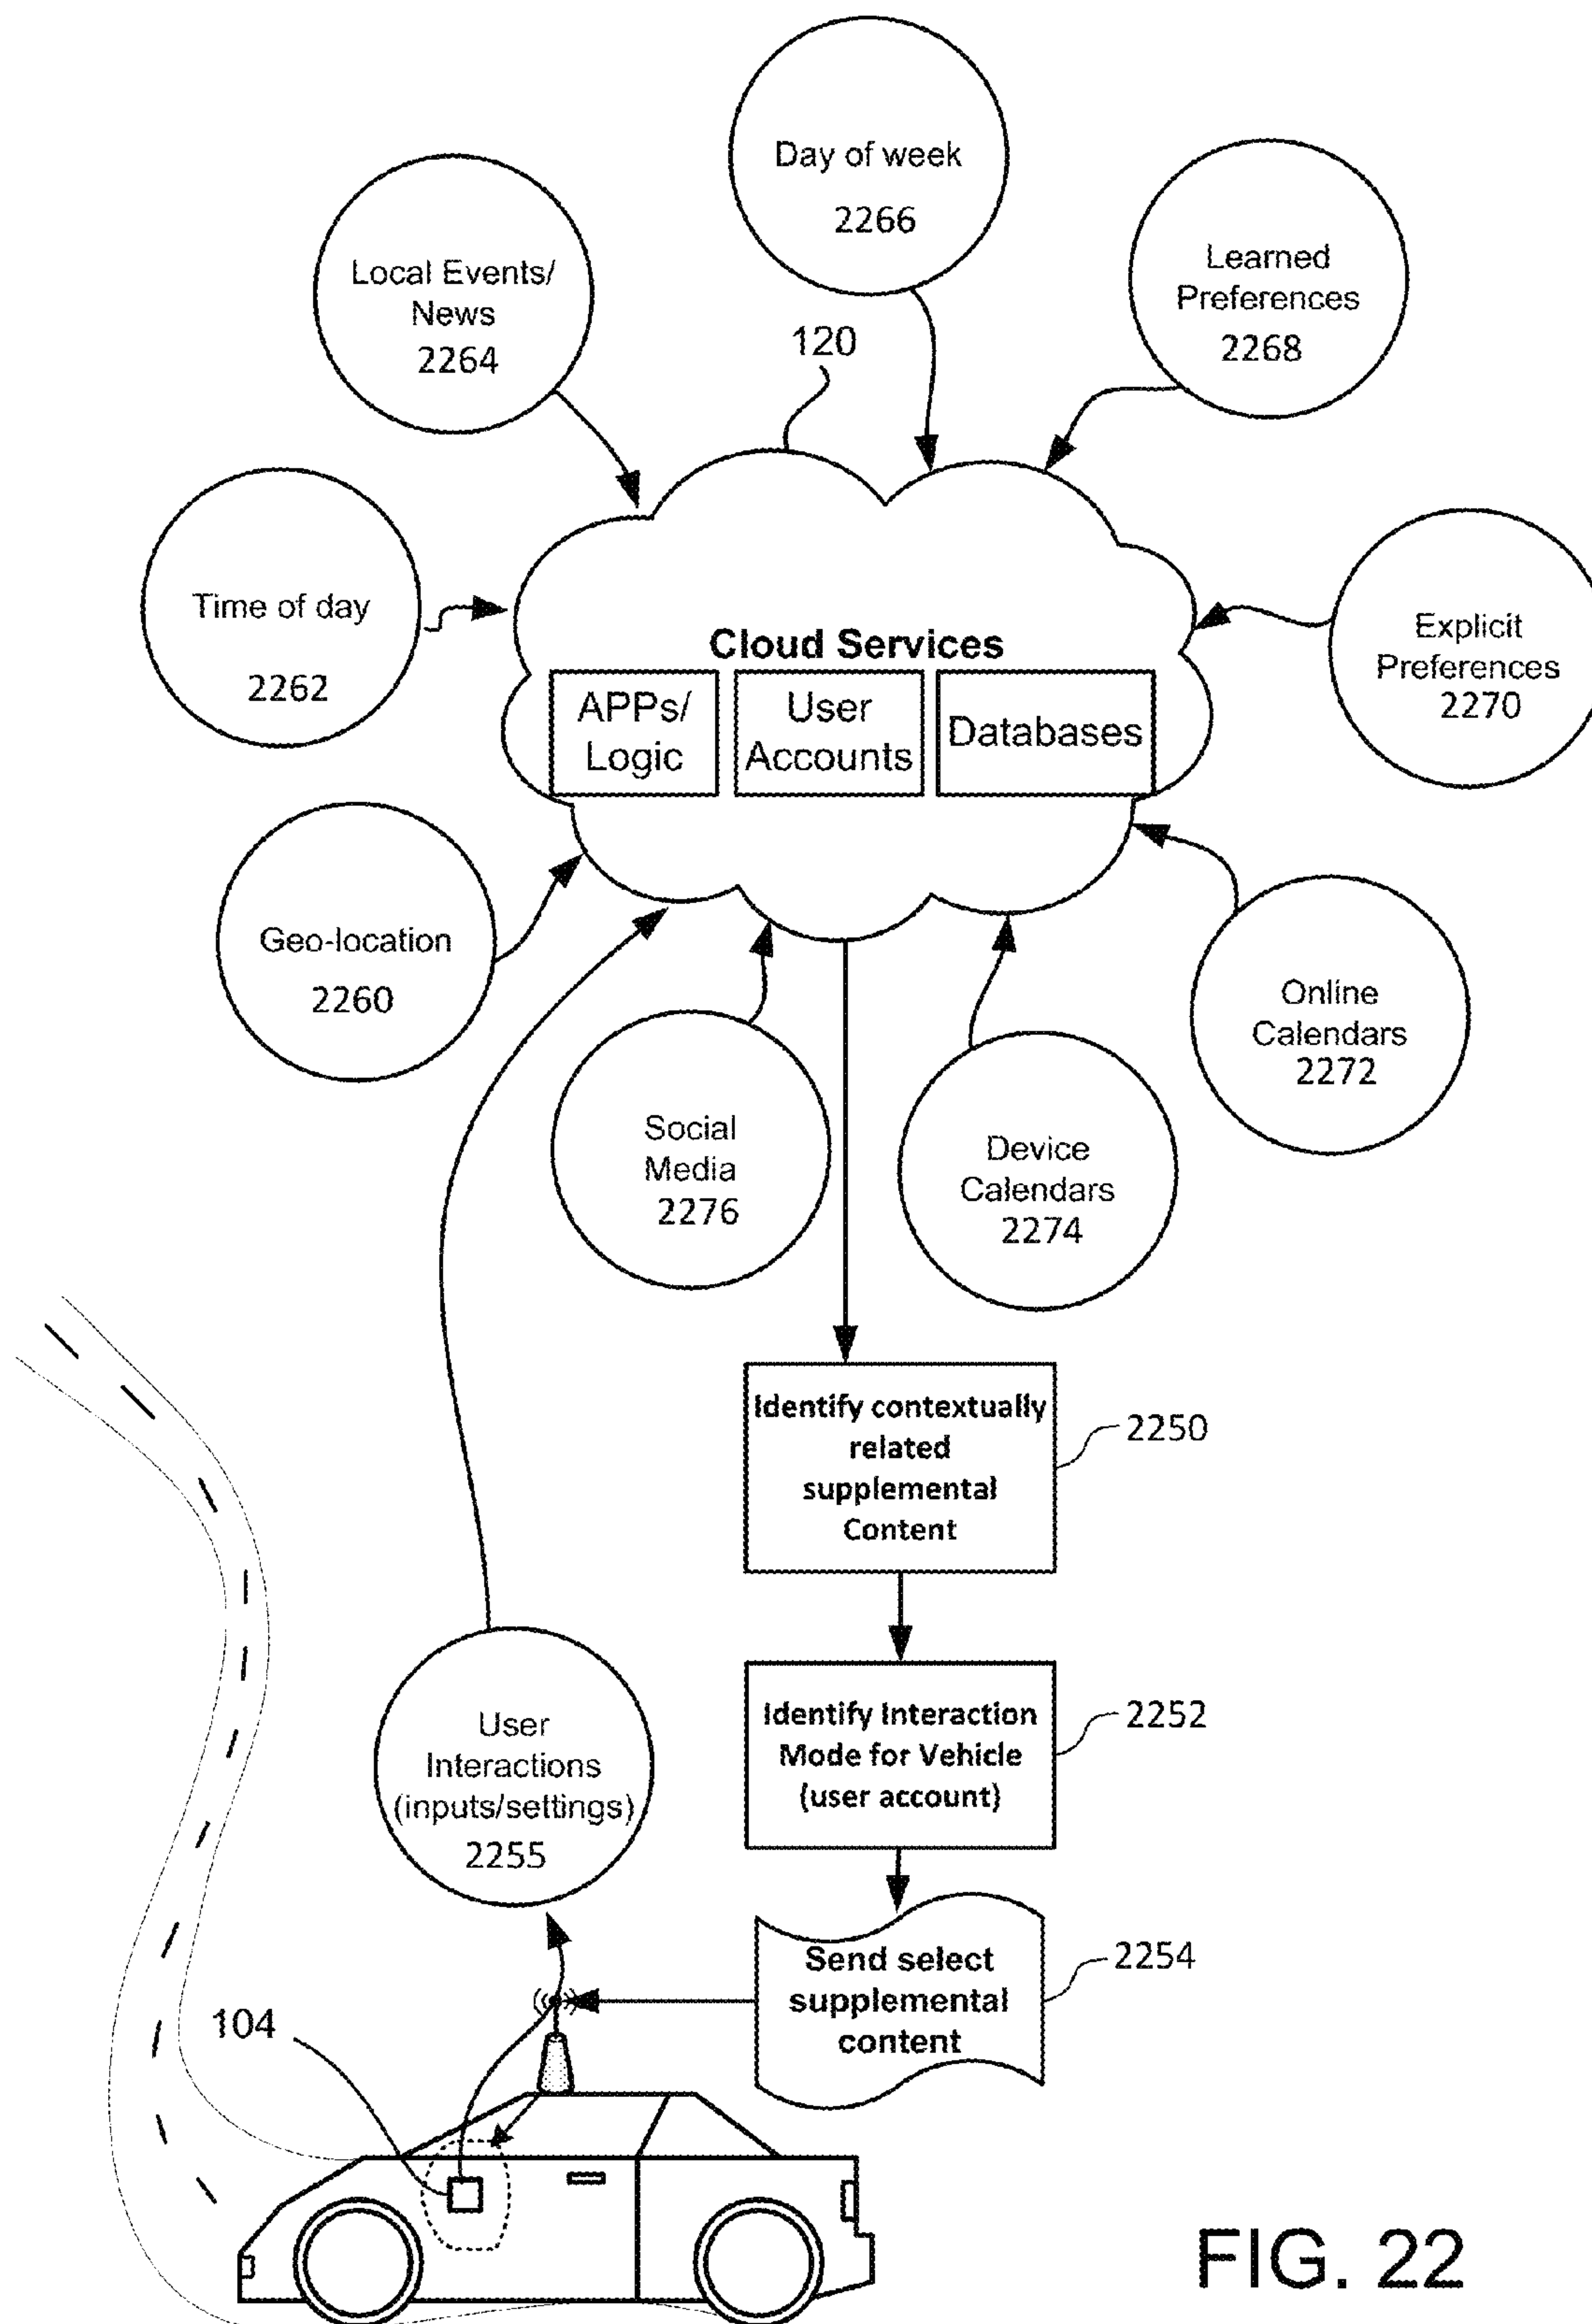 Day of week
2266
Local Events/
News
2264
Learned
Preferences
2268
120
Time of day
2262
Explicit
Preferences
2270
Cloud Services
APPs/
Logic
User
Accounts
Databases
Geo-location
2260
Online
Calendars
2272
Social
Media
2276
Device
Calendars
2274
Identify contextually
related
supplemental
Content
2250
Identify Interaction
Mode for Vehicle
(user account)
2252
User
Interactions
(inputs/settings)
2255
Send select
supplemental
content
2254
104
FIG. 22